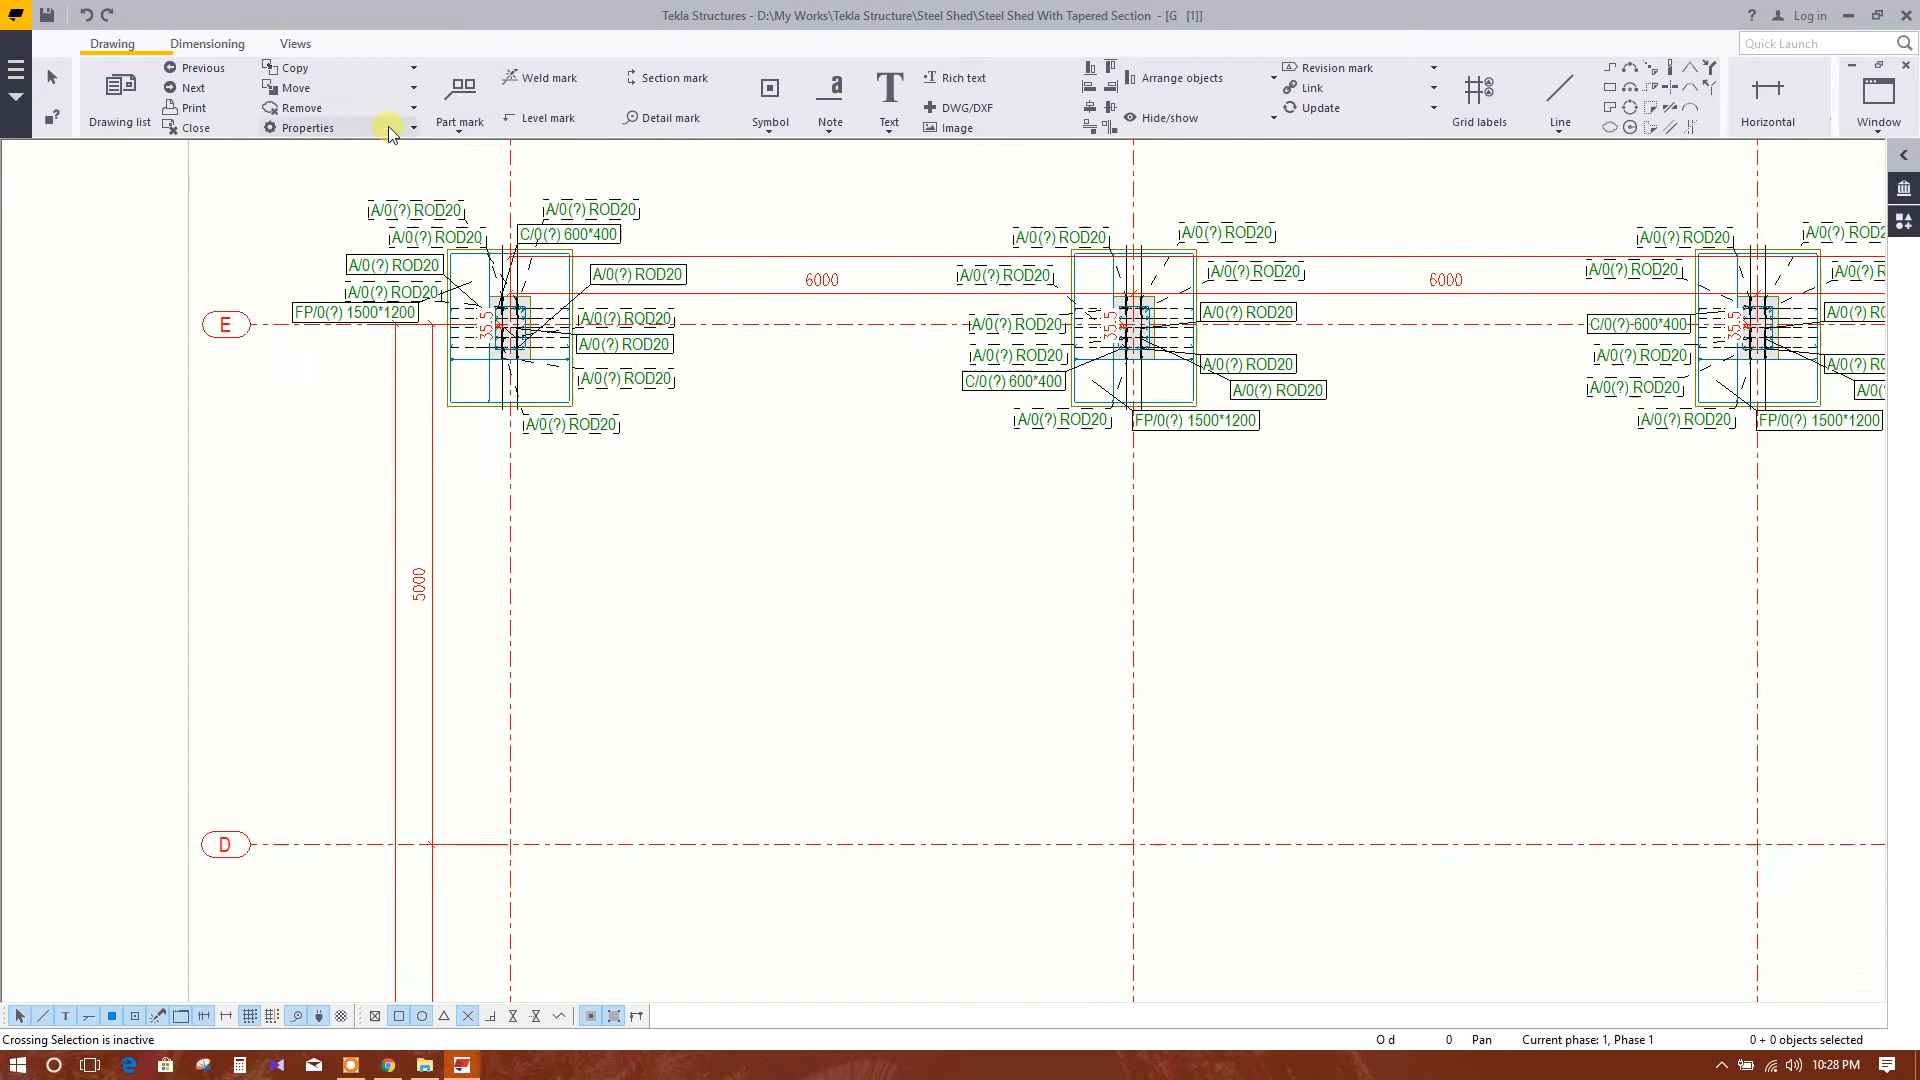 Tekla Structures - D:\My Works\Tekla Structure\Steel Shed\Steel Shed With Tapered Section - [G [1]]
? Log in
Drawing Dimensioning Views
Quick Launch
Previous Copy Weld mark Section mark Rich text Arrange objects Revision mark
Next Move DWG/DXF Link
Print Remove Level mark Detail mark Image Hide/show Update
Drawing list Close Properties Part mark Symbol Note Text Grid labels Line Horizontal Window
A/0(?) ROD20 A/0(?) ROD20
A/0(?) ROD20 C/0(?) 600*400 A/0(?) ROD20 A/0(?) ROD20 A/0(?) ROD20
A/0(?) ROD20 A/0(?) ROD20 6000 A/0(?) ROD20 A/0(?) ROD20 6000 A/0(?) ROD20
A/0(?) ROD20
FP/0(?) 1500*1200 A/0(?) ROD20 A/0(?) ROD20
E 35.5 A/0(?) ROD20 A/0(?) ROD20 35.5 C/0(?) 600*400 35.5
A/0(?) ROD20 A/0(?) ROD20 A/0(?) ROD20
A/0(?) ROD20 C/0(?) 600*400 A/0(?) ROD20 A/0(?) ROD20
A/0(?) ROD20 A/0(?) ROD20 FP/0(?) 1500*1200 A/0(?) ROD20 FP/0(?) 1500*1200
5000
D
Crossing Selection is inactive O d 0 Pan Current phase: 1, Phase 1 0 + 0 objects selected
10:28 PM